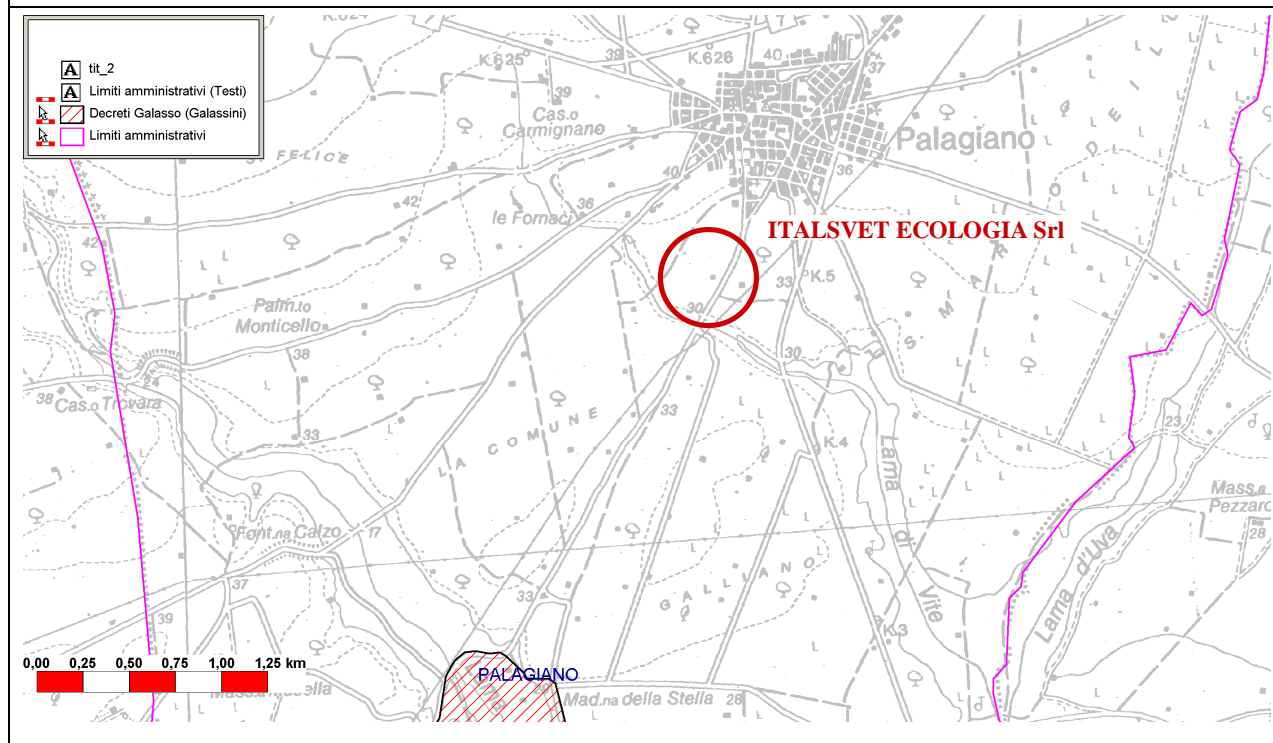 A tit_2
A Limiti amministrativi (Testi)
Decreti Galasso (Galassini)
Limiti amministrativi
K.625
39
K.626
40
37
Cas.o
Carmignano
Palagiano
FELICE
40
36
42
le Fornaci
36
ITALSVET ECOLOGIA Srl
42
33
K.5
30
Palm.to
Monticello
38
30
24
38
Cas.o Trovara
33
33
23
LA COMUNE
K.4
Lama di Vite
Mass.a
Pezzaro
28
Font.na Calzo
17
Lama d'Uva
37
33
GALLIANO
39
K.3
0,00 0,25 0,50 0,75 1,00 1,25 km
PALAGIANO
Mad.na della Stella
28